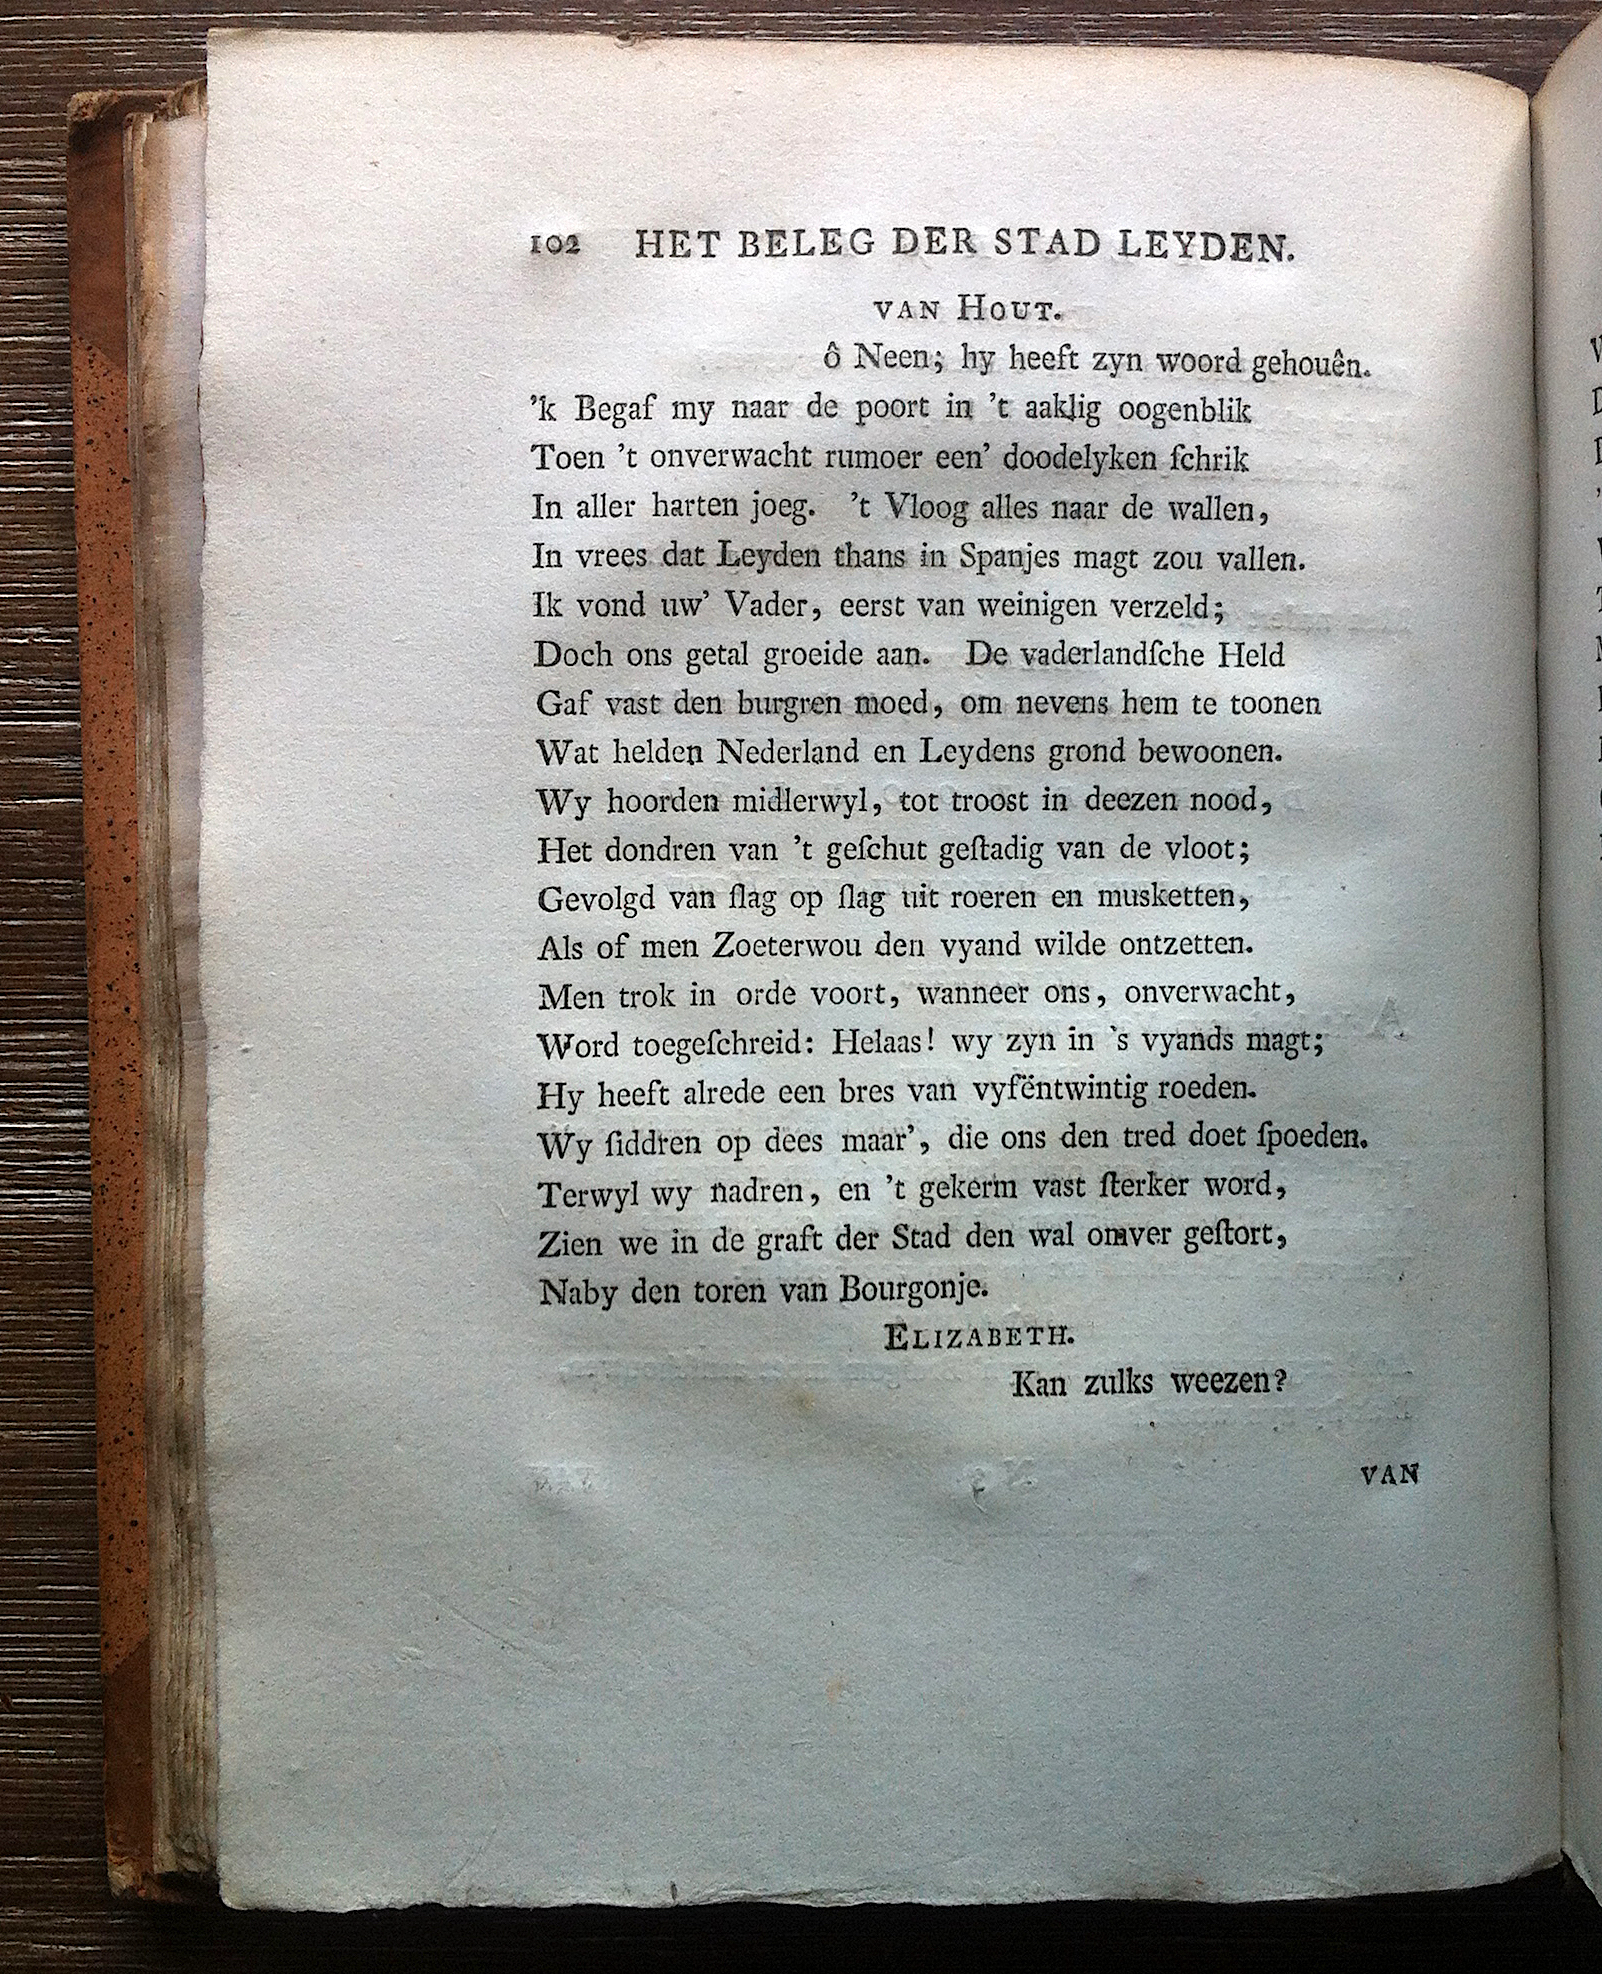 102 HET BELEG DER STAD LEYDEN.
VAN HOUT.
ô Neen; hy heeft zyn woord gehouên.
’k Begaf my naar de poort in ’t aaklig oogenblik
Toen ’t onverwacht rumoer een’ doodelyken ſchrik
In aller harten joeg. ’t Vloog alles naar de wallen,
In vrees dat Leyden thans in Spanjes magt zou vallen.
Ik vond uw’ Vader, eerst van weinigen verzeld;
Doch ons getal groeide aan. De vaderlandſche Held
Gaf vast den burgren moed, om nevens hem te toonen
Wat helden Nederland en Leydens grond bewoonen.
Wy hoorden midlerwyl, tot troost in deezen nood,
Het dondren van ’t geſchut geſtadig van de vloot;
Gevolgd van ſlag op ſlag uit roeren en musketten,
Als of men Zoeterwou den vyand wilde ontzetten.
Men trok in orde voort, wanneer ons, onverwacht,
Word toegeſchreid: Helaas! wy zyn in ‘s vyands magt;
Hy heeft alrede een bres van vyfëntwintig roeden.
Wy ſiddren op dees maar’, die ons den tred doet ſpoeden.
Terwyl wy nadren, en ’t gekerm vast ſterker word,
Zien we in de graft der Stad den wal omver geſtort,
Naby den toren van Bourgonje.
ELIZABETH.
Kan zulks weezen?
VAN